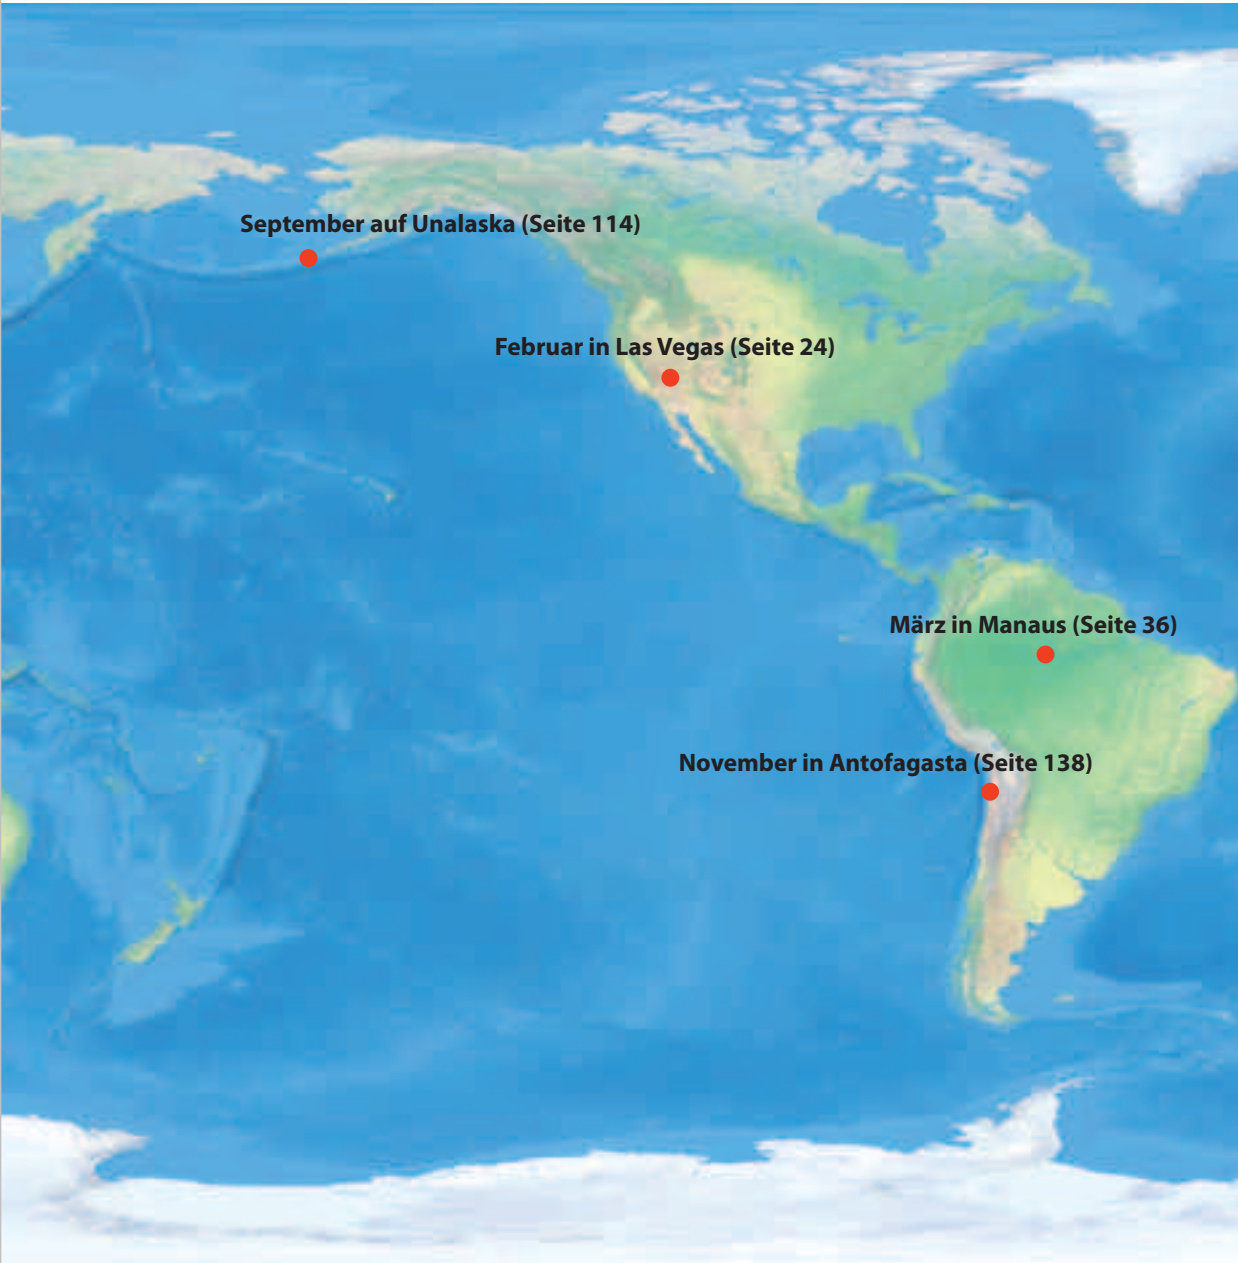 September auf Unalaska (Seite 114)
Februar in Las Vegas (Seite 24)
März in Manaus (Seite 36)
November in Antofagasta (Seite 138)